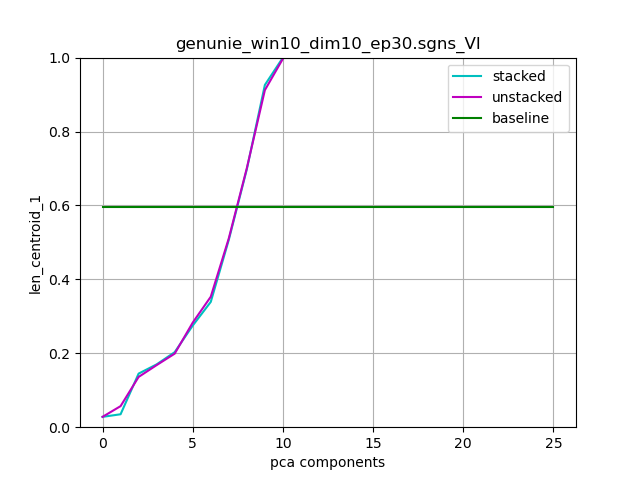 genunie_win10_dim10_ep30.sgns_VI
1.0
0.8
0.6
0.4
0.2
0.0
len_centroid_1
stacked
unstacked
baseline
0 5 10 15 20 25
pca components